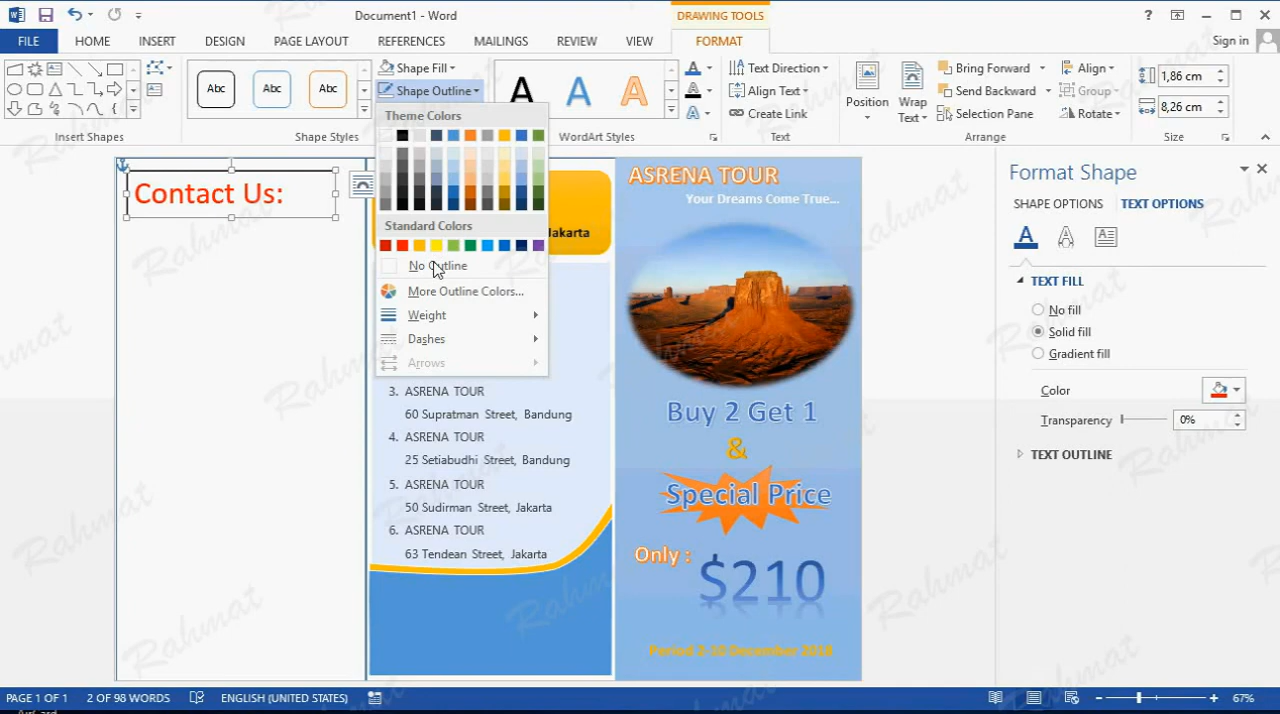 Document1 - Word
DRAWING TOOLS
FILE
HOME
INSERT
DESIGN
PAGE LAYOUT
REFERENCES
MAILINGS
REVIEW
VIEW
FORMAT
Sign in
Abc
Abc
Abc
Shape Fill
Shape Outline
A
A
A
Text Direction
Align Text
Create Link
Position
Wrap Text
Bring Forward
Send Backward
Selection Pane
Align
Group
Rotate
1,86 cm
8,26 cm
Insert Shapes
Shape Styles
WordArt Styles
Text
Arrange
Size
Theme Colors
Standard Colors
No Outline
More Outline Colors...
Weight
Dashes
Arrows
Contact Us:
Jakarta
3. ASRENA TOUR
60 Supratman Street, Bandung
4. ASRENA TOUR
25 Setiabudhi Street, Bandung
5. ASRENA TOUR
50 Sudirman Street, Jakarta
6. ASRENA TOUR
63 Tendean Street, Jakarta
ASRENA TOUR
Your Dreams Come True...
Buy 2 Get 1
&
Special Price
Only :
$210
Period 2-10 December 2018
Format Shape
SHAPE OPTIONS
TEXT OPTIONS
TEXT FILL
No fill
Solid fill
Gradient fill
Color
Transparency
0%
TEXT OUTLINE
PAGE 1 OF 1
2 OF 98 WORDS
ENGLISH (UNITED STATES)
67%
Rahmat